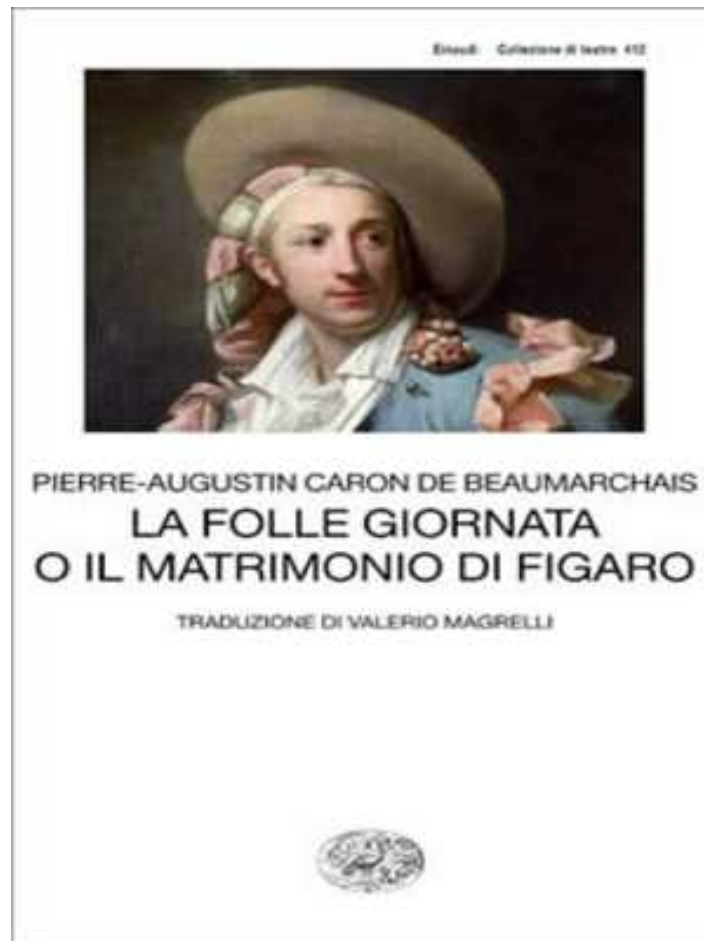 Einaudi Collezione di teatro 412
PIERRE-AUGUSTIN CARON DE BEAUMARCHAIS
LA FOLLE GIORNATA
O IL MATRIMONIO DI FIGARO
TRADUZIONE DI VALERIO MAGRELLI